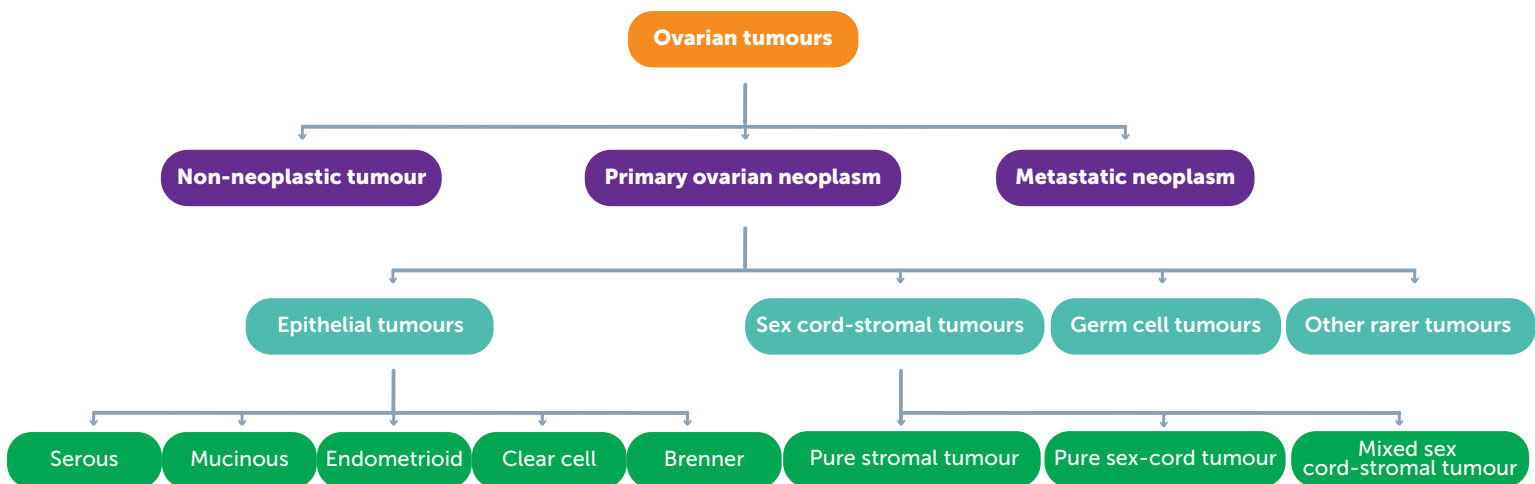 Ovarian tumours
Non-neoplastic tumour
Primary ovarian neoplasm
Metastatic neoplasm
Epithelial tumours
Sex cord-stromal tumours
Germ cell tumours
Other rarer tumours
Serous
Mucinous
Endometrioid
Clear cell
Brenner
Pure stromal tumour
Pure sex-cord tumour
Mixed sex
cord-stromal tumour